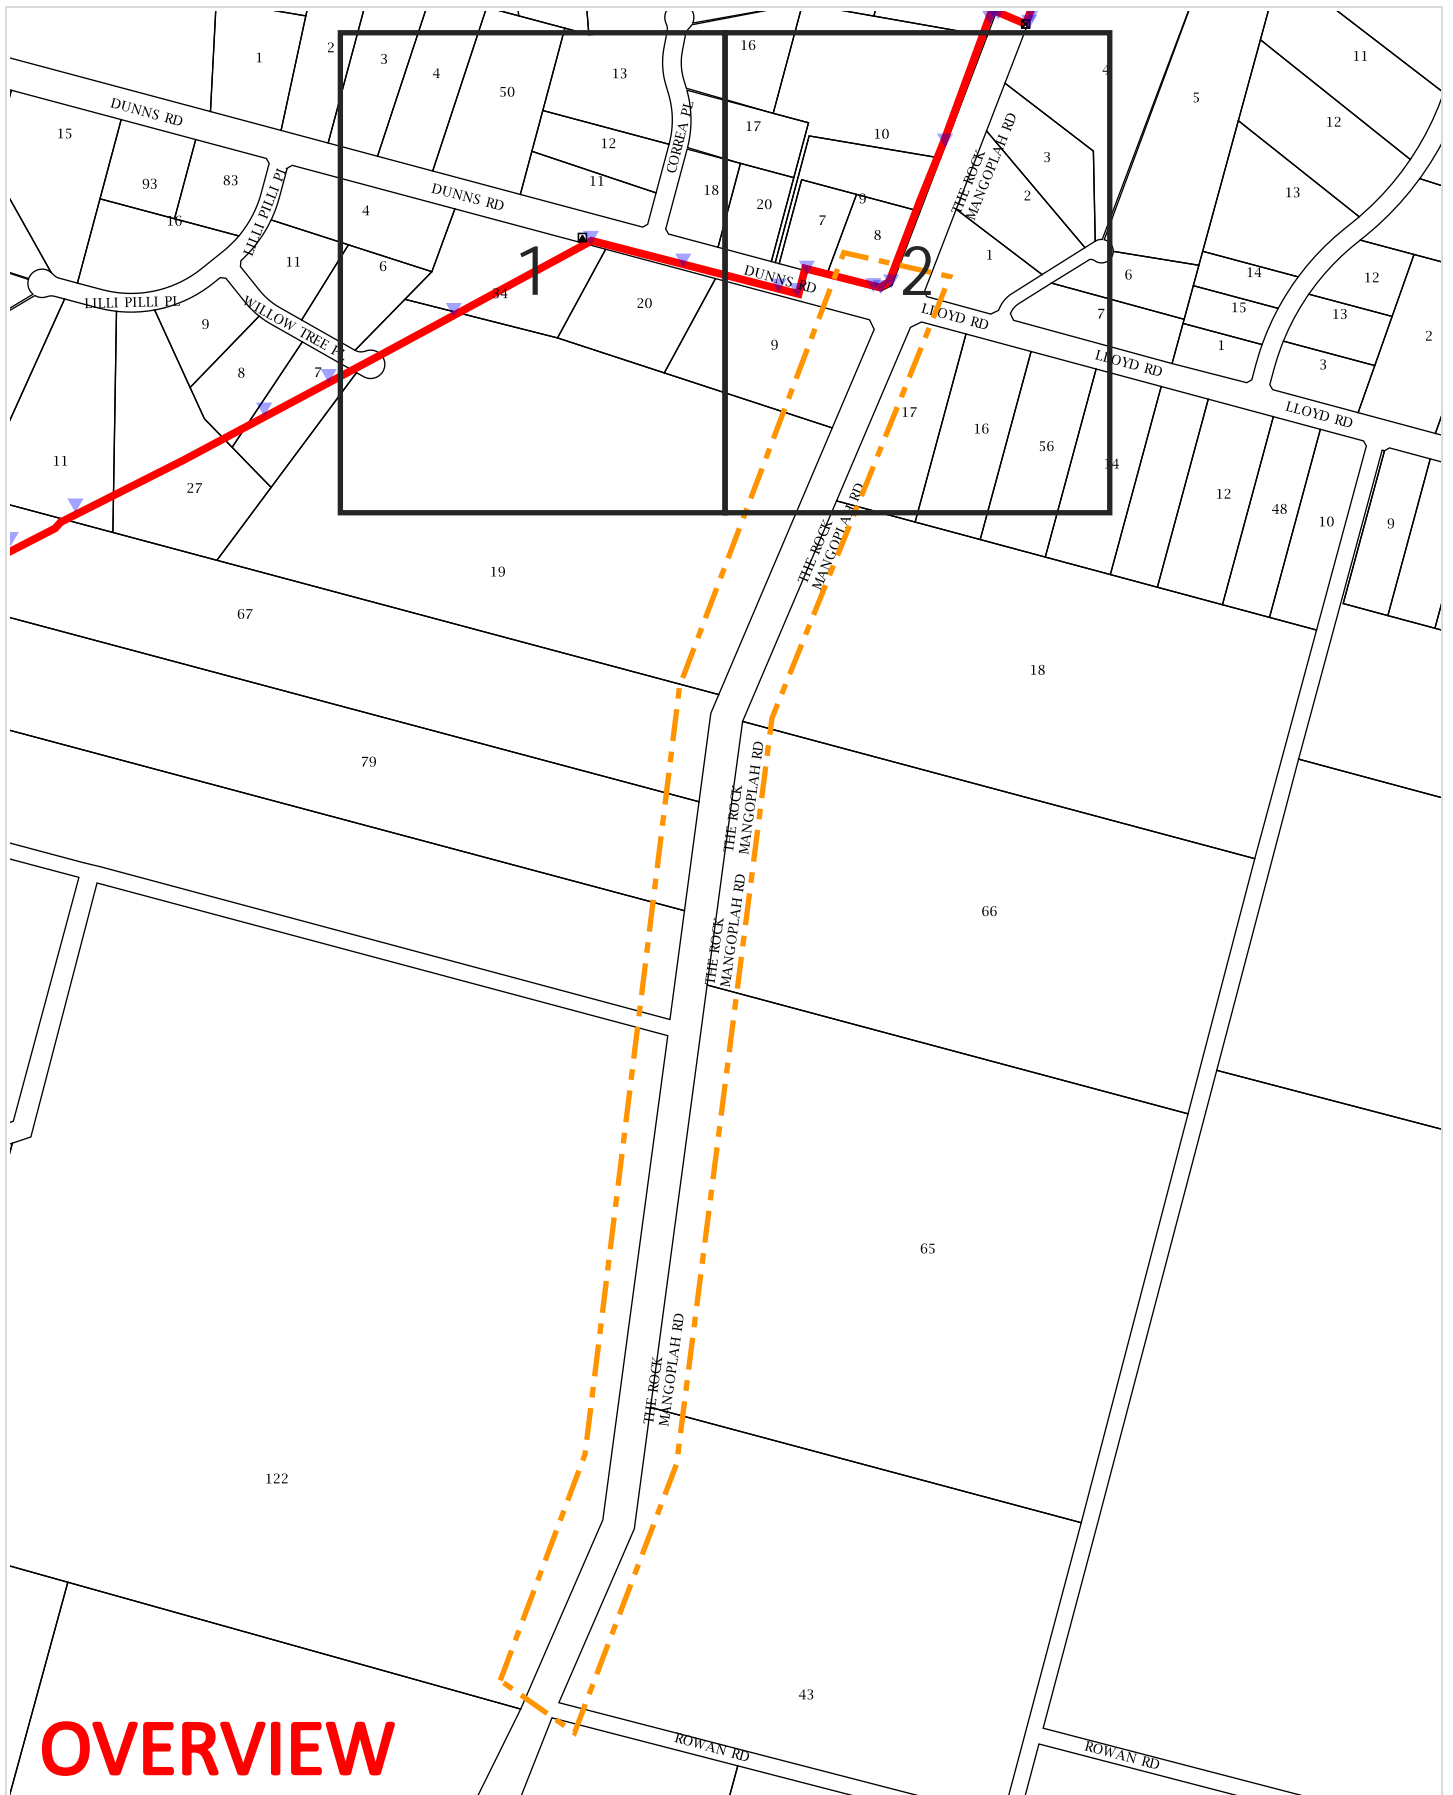 1
2
3
4
50
13
16
4
5
11
12
DUNNS RD
15
12
11
CORREA PL
17
10
THE ROCK
MANGOPLAH RD
3
2
13
93
83
16
LILLI PILLI PL
4
DUNNS RD
18
20
7
9
8
1
11
6
34
1
20
DUNNS RD
2
LLOYD RD
6
7
14
15
1
12
13
3
2
LILLI PILLI PL
9
WILLOW TREE PL
8
7
9
LLOYD RD
LLOYD RD
17
16
56
14
12
48
10
9
11
27
19
THE ROCK
MANGOPLAH RD
67
18
79
THE ROCK
MANGOPLAH RD
66
THE ROCK
MANGOPLAH RD
65
THE ROCK
MANGOPLAH RD
122
43
OVERVIEW
ROWAN RD
ROWAN RD